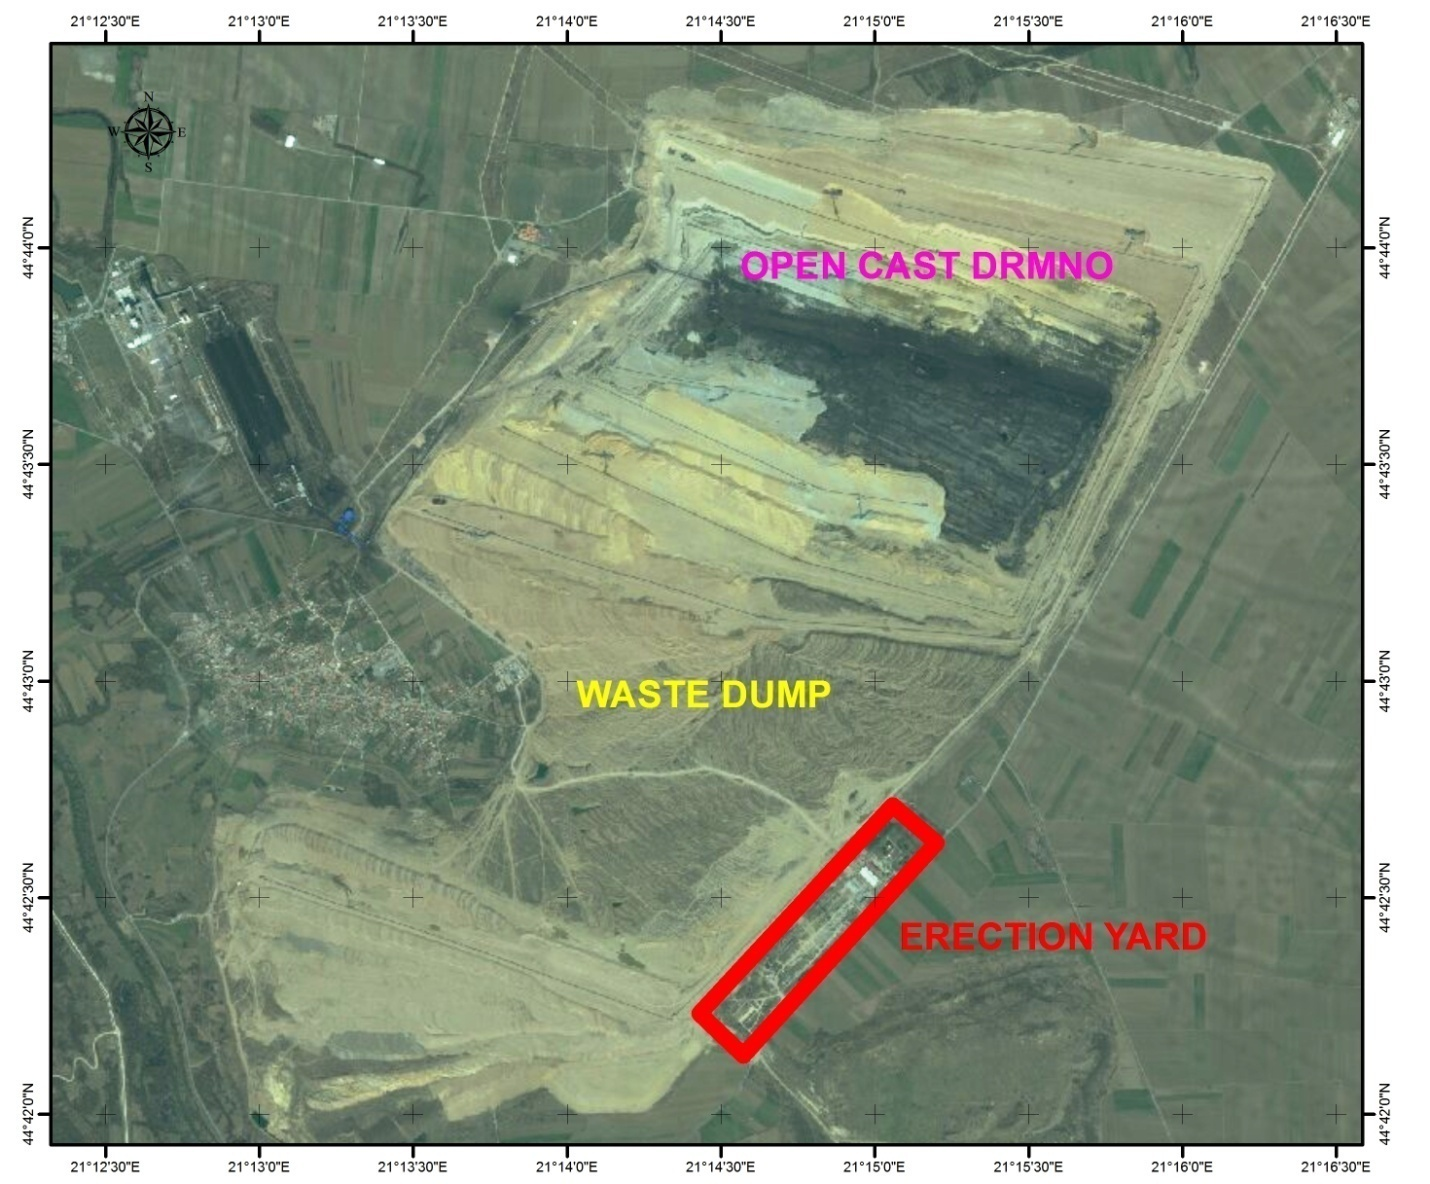 21°12'30"E 21°13'0"E 21°13'30"E 21°14'0"E 21°14'30"E 21°15'0"E 21°15'30"E 21°16'0"E 21°16'30"E
N
W E
S
44°44'0"N 44°44'0"N
OPEN CAST DRMNO
44°43'30"N 44°43'30"N
44°43'0"N 44°43'0"N
WASTE DUMP
44°42'30"N 44°42'30"N
ERECTION YARD
44°42'0"N 44°42'0"N
21°12'30"E 21°13'0"E 21°13'30"E 21°14'0"E 21°14'30"E 21°15'0"E 21°15'30"E 21°16'0"E 21°16'30"E